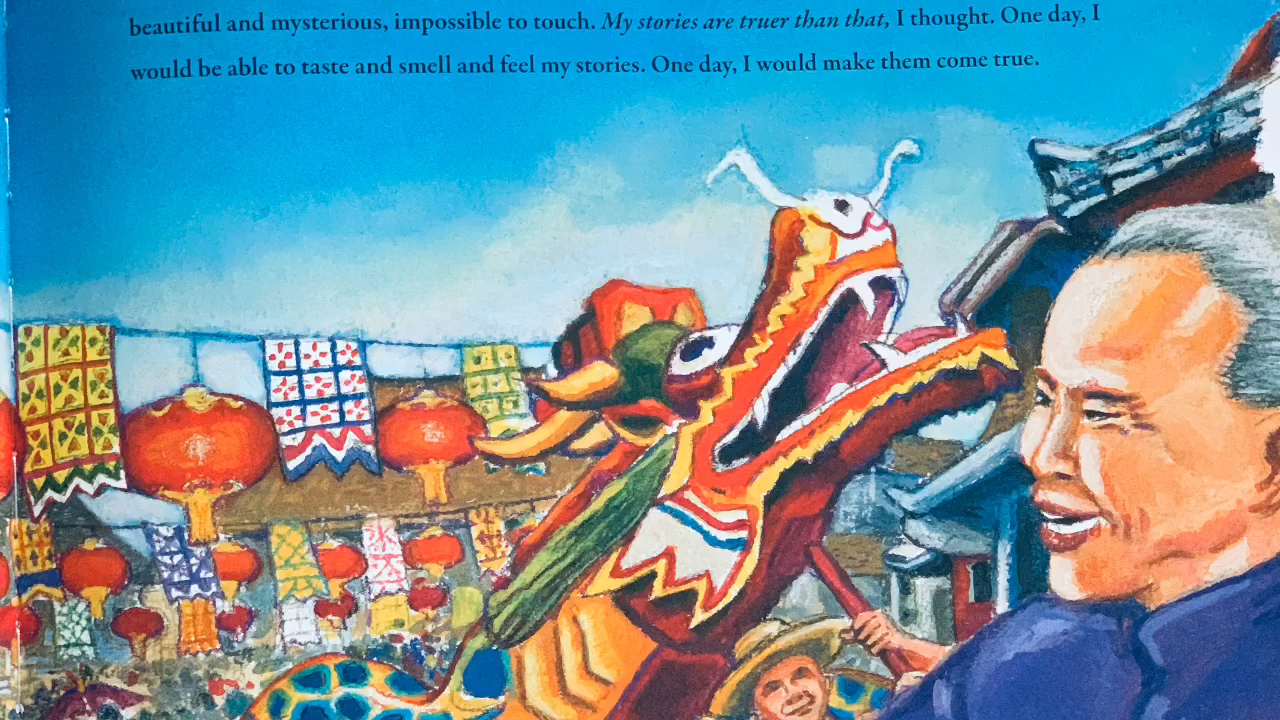 beautiful and mysterious, impossible to touch. My stories are truer than that, I thought. One day, I
would be able to taste and smell and feel my stories. One day, I would make them come true.